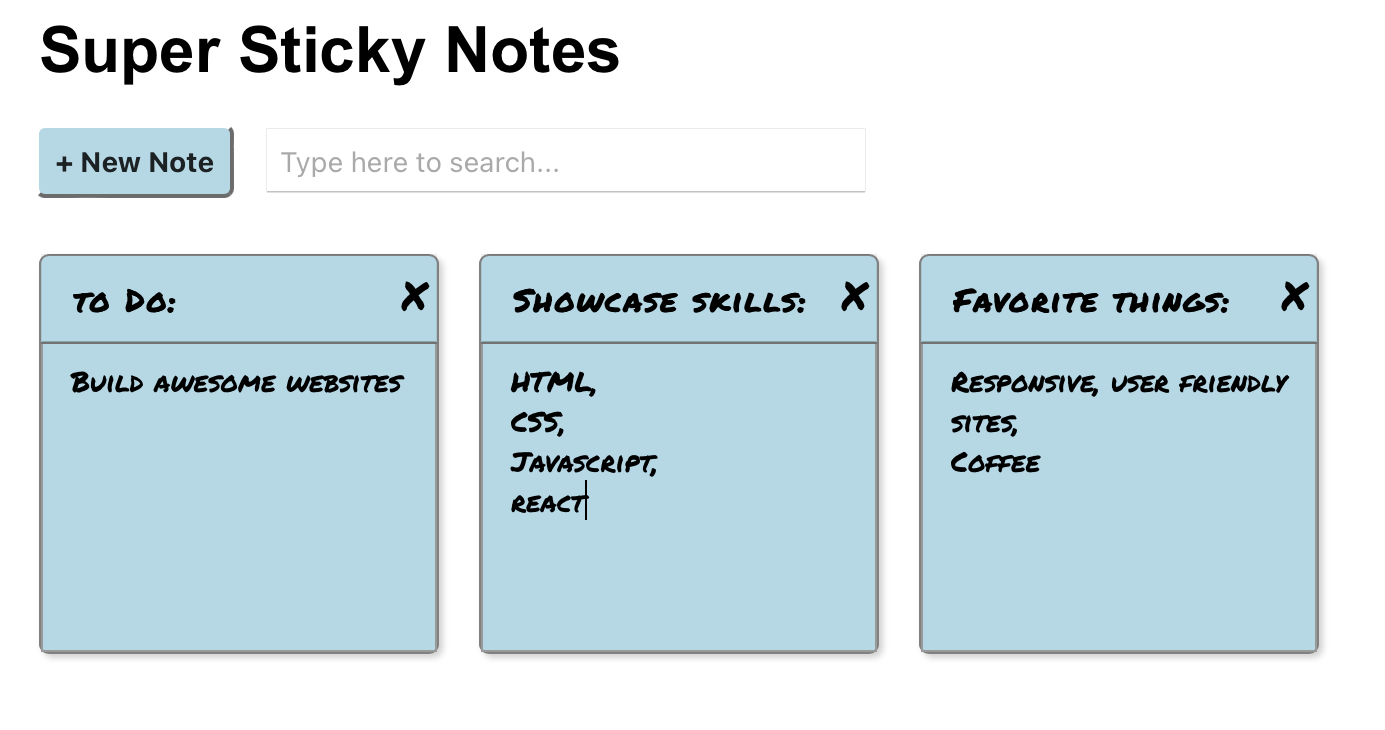 Super Sticky Notes
+ New Note
Type here to search...
To Do:
Build awesome websites
Showcase skills:
HTML,
CSS,
Javascript,
React
Favorite things:
Responsive, user friendly
sites,
Coffee